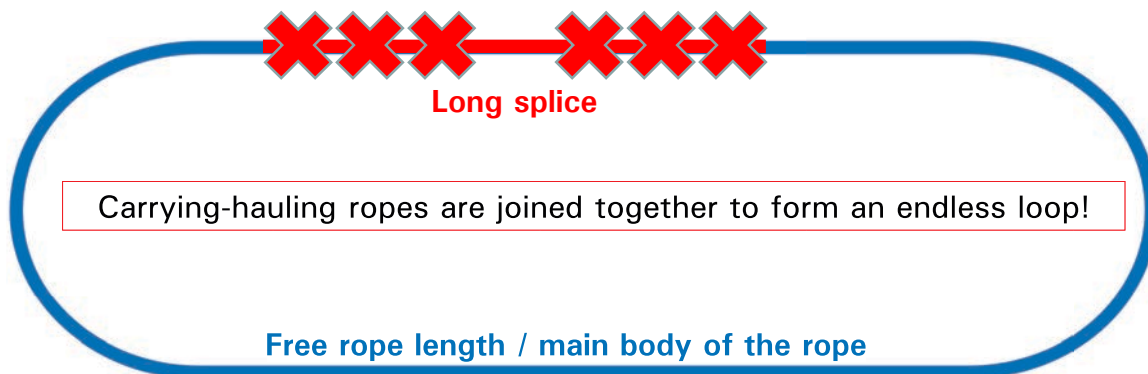 Long splice
Carrying-hauling ropes are joined together to form an endless loop!
Free rope length / main body of the rope